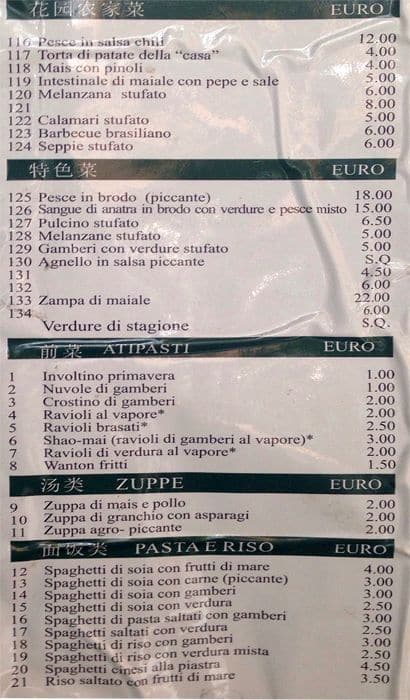 花园农家菜 EURO
116 Pesce in salsa chili 12.00
117 Torta di patate della “casa” 4.00
118 Mais con pinoli 4.00
119 Intestinale di maiale con pepe e sale 5.00
120 Melanzana stufato 6.00
121 8.00
122 Calamari stufato 5.00
123 Barbecue brasiliano 6.00
124 Seppie stufato 6.00
特色菜 EURO
125 Pesce in brodo (piccante) 18.00
126 Sangue di anatra in brodo con verdure e pesce misto 15.00
127 Pulcino stufato 6.50
128 Melanzane stufato 5.00
129 Gamberi con verdure stufato 5.00
130 Agnello in salsa piccante S.Q
131 4.50
132 6.00
133 Zampa di maiale 22.00
134 6.00
Verdure di stagione S.Q.
前菜 ATIPASTI EURO
1 Involtino primavera 1.00
2 Nuvole di gamberi 1.00
3 Crostino di gamberi 2.00
4 Ravioli al vapore* 2.00
5 Ravioli brasati* 2.50
6 Shao-mai (ravioli di gamberi al vapore)* 3.00
7 Ravioli di verdura al vapore* 2.00
8 Wanton fritti 1.50
汤类 ZUPPE EURO
9 Zuppa di mais e pollo 2.00
10 Zuppa di granchio con asparagi 2.00
11 Zuppa agro- piccante 2.00
面饭类 PASTA E RISO EURO
12 Spaghetti di soia con frutti di mare 4.00
13 Spaghetti di soia con carne (piccante) 3.00
14 Spaghetti di soia con gamberi 3.00
15 Spaghetti di soia con verdura 2.50
16 Spaghetti di pasta saltati con gamberi 3.00
17 Spaghetti saltati con verdura 2.50
18 Spaghetti di riso con gamberi 3.00
19 Spaghetti di riso con verdura mista 2.50
20 Spaghetti cinesi alla piastra 4.50
21 Riso saltato con frutti di mare 3.50